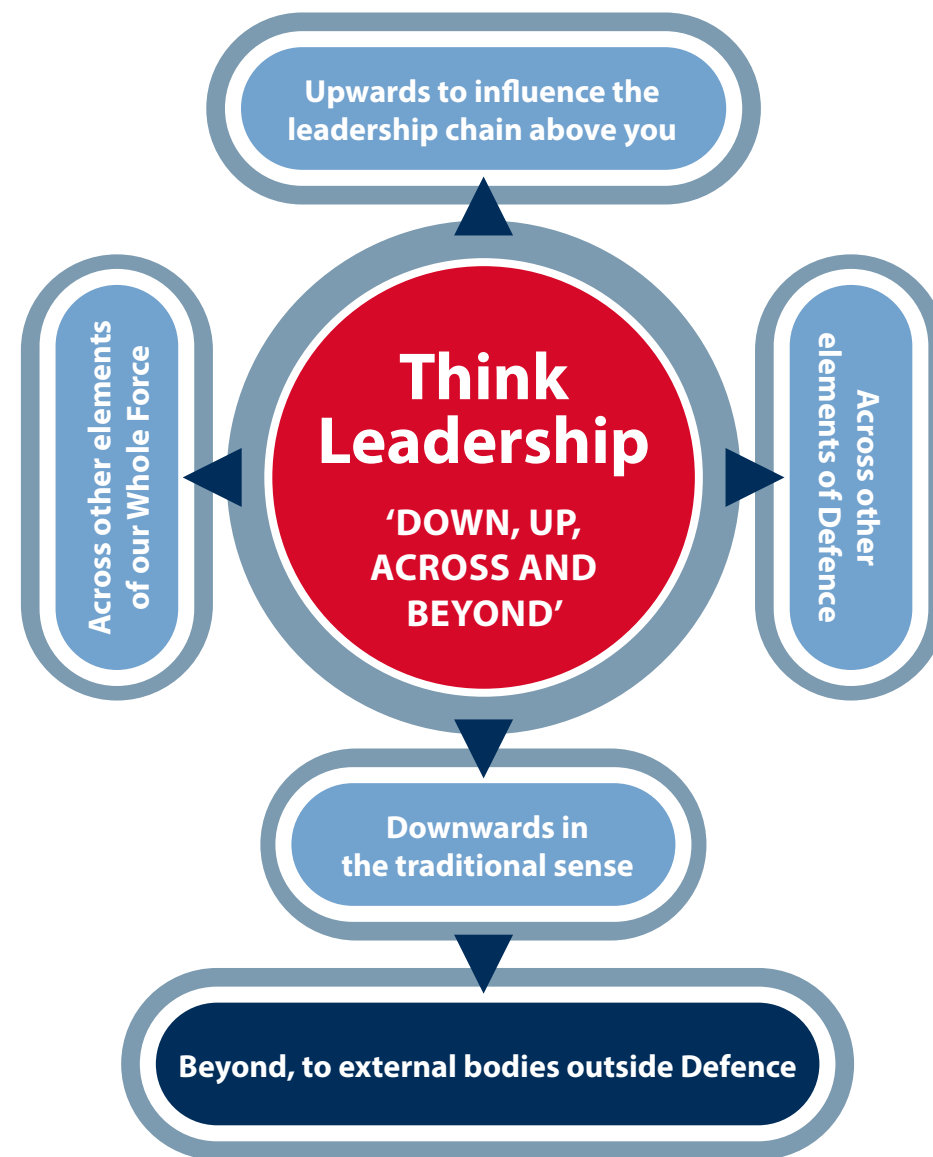 Upwards to influence the
leadership chain above you
Across other elements
of our Whole Force
Think
Leadership
‘DOWN, UP,
ACROSS AND
BEYOND’
Across other
elements of Defence
Downwards in
the traditional sense
Beyond, to external bodies outside Defence